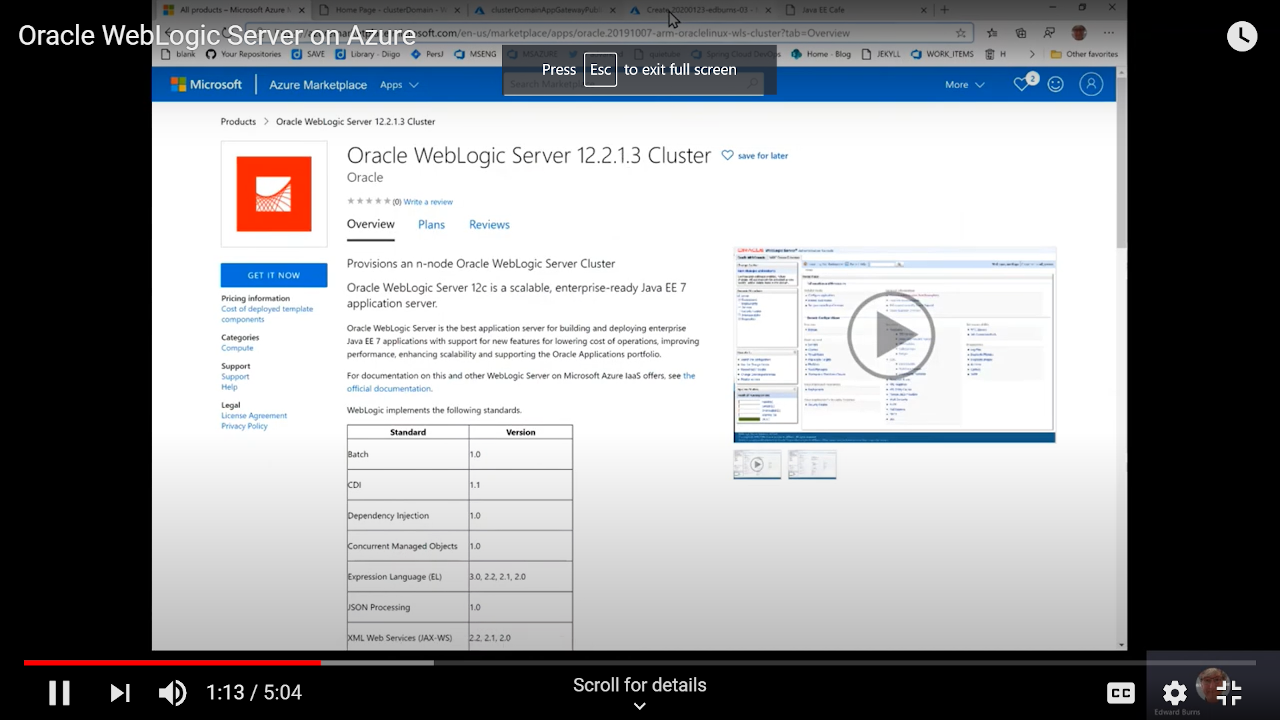 All products – Microsoft Azure
Home Page - clusterDomain - W
clusterDomainAppGatewayPubli
Create 20200123-edburns-03 -
Java EE Cafe
Oracle WebLogic Server on Azure
.com/en-us/marketplace/apps/oracle.20191007-arm-oraclelinux-wls-cluster?tab=Overview
blank
Your Repositories
SAVE
Library - Diigo
PersJ
MSENG
MSAZURE
Spring Cloud DevOps
Home - Blog
JEKYLL
WORK_ITEMS
H
Other favorites
Press Esc to exit full screen
Microsoft
Azure Marketplace
Apps
Search Marketplace
More
2
Products > Oracle WebLogic Server 12.2.1.3 Cluster
Oracle WebLogic Server 12.2.1.3 Cluster
save for later
Oracle
(0) Write a review
Overview
Plans
Reviews
GET IT NOW
Pricing information
Cost of deployed template
components
Categories
Compute
Support
Support
Help
Legal
License Agreement
Privacy Policy
Provisions an n-node Oracle WebLogic Server Cluster
Oracle WebLogic Server 12c is a scalable, enterprise-ready Java EE 7
application server.
Oracle WebLogic Server is the best application server for building and deploying enterprise
Java EE 7 applications with support for new features for lowering cost of operations, improving
performance, enhancing scalability and supporting the Oracle Applications portfolio.
For documentation on this and other WebLogic Server on Microsoft Azure IaaS offers, see the
official documentation.
WebLogic implements the following standards.
Standard Version
Batch 1.0
CDI 1.1
Dependency Injection 1.0
Concurrent Managed Objects 1.0
Expression Language (EL) 3.0, 2.2, 2.1, 2.0
JSON Processing 1.0
XML Web Services (JAX-WS) 2.2, 2.1, 2.0
1:13 / 5:04
Scroll for details
CC
Edward Burns